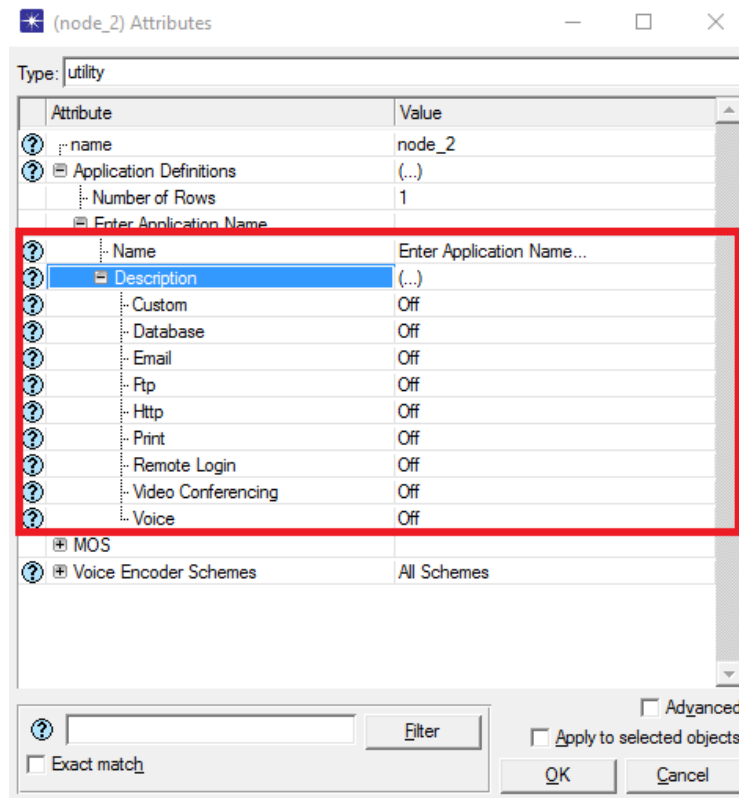 (node_2) Attributes
Type: utility
Attribute Value
name node_2
Application Definitions (...)
Number of Rows 1
Enter Application Name
Name Enter Application Name...
Description (...)
Custom Off
Database Off
Email Off
Ftp Off
Http Off
Print Off
Remote Login Off
Video Conferencing Off
Voice Off
MOS
Voice Encoder Schemes All Schemes
Advanced
Filter
Apply to selected objects
Exact match
OK Cancel